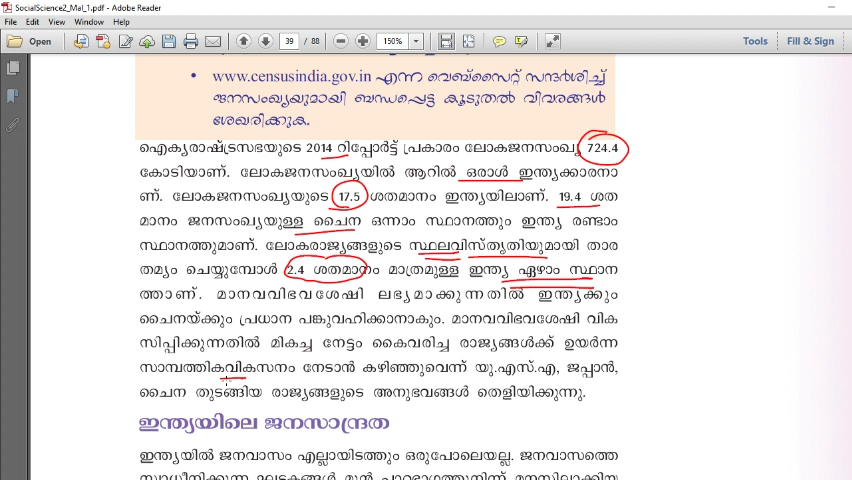 SocialScience2_Mal_1.pdf - Adobe Reader
File Edit View Window Help
Open 39 / 88 150% Tools Fill & Sign
• www.censusindia.gov.in എന്ന വെബ്സൈറ്റ് സന്ദർശിച്ച്
ജനസംഖ്യയുമായി ബന്ധപ്പെട്ട കൂടുതൽ വിവരങ്ങൾ
ശേഖരിക്കുക.
ഐക്യരാഷ്ട്രസഭയുടെ 2014 റിപ്പോർട്ട് പ്രകാരം ലോകജനസംഖ്യ 724.4
കോടിയാണ്. ലോകജനസംഖ്യയിൽ ആറിൽ ഒരാൾ ഇന്ത്യക്കാരനാ
ണ്. ലോകജനസംഖ്യയുടെ 17.5 ശതമാനം ഇന്ത്യയിലാണ്. 19.4 ശത
മാനം ജനസംഖ്യയുള്ള ചൈന ഒന്നാം സ്ഥാനത്തും ഇന്ത്യ രണ്ടാം
സ്ഥാനത്തുമാണ്. ലോകരാജ്യങ്ങളുടെ സ്ഥലവിസ്തൃതിയുമായി താര
തമ്യം ചെയ്യുമ്പോൾ 2.4 ശതമാനം മാത്രമുള്ള ഇന്ത്യ ഏഴാം സ്ഥാന
ത്താണ്. മാനവവിഭവശേഷി ലഭ്യമാക്കുന്നതിൽ ഇന്ത്യക്കും
ചൈനയ്ക്കും പ്രധാന പങ്കുവഹിക്കാനാകും. മാനവവിഭവശേഷി വിക
സിപ്പിക്കുന്നതിൽ മികച്ച നേട്ടം കൈവരിച്ച രാജ്യങ്ങൾക്ക് ഉയർന്ന
സാമ്പത്തികവികസനം നേടാൻ കഴിഞ്ഞുവെന്ന് യു.എസ്.എ, ജപ്പാൻ,
ചൈന തുടങ്ങിയ രാജ്യങ്ങളുടെ അനുഭവങ്ങൾ തെളിയിക്കുന്നു.
ഇന്ത്യയിലെ ജനസാന്ദ്രത
ഇന്ത്യയിൽ ജനവാസം എല്ലായിടത്തും ഒരുപോലെയല്ല. ജനവാസത്തെ